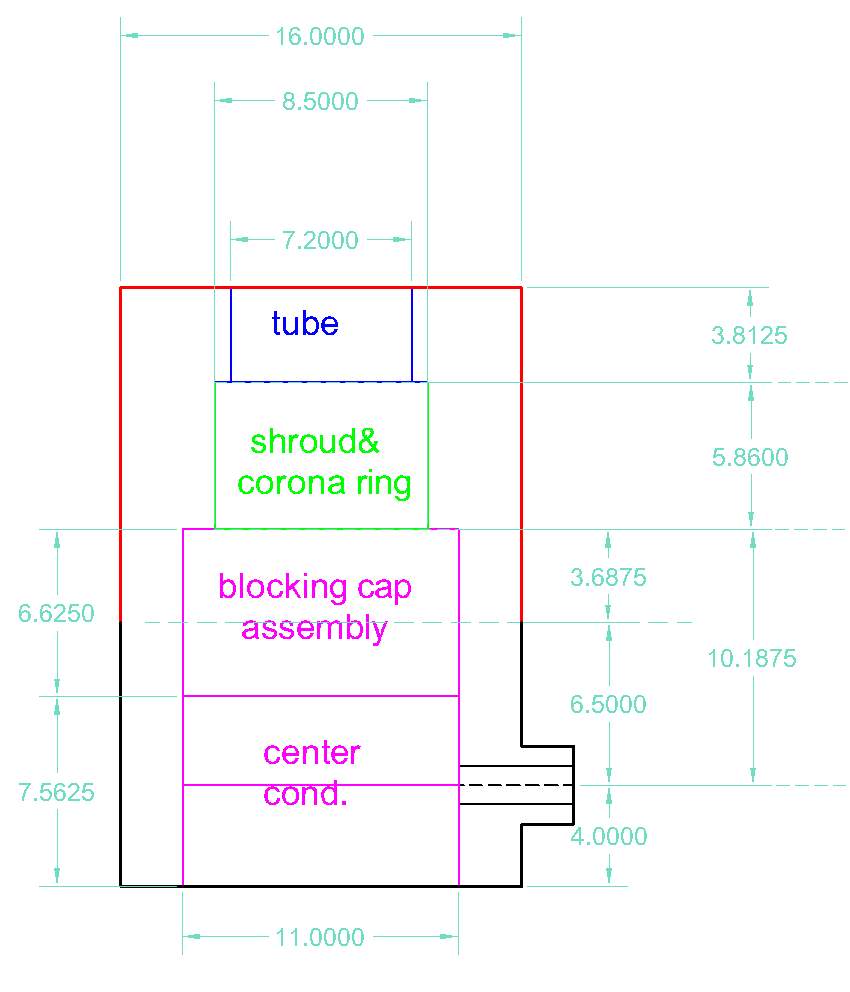 16.0000
8.5000
7.2000
tube
3.8125
shroud&
corona ring
5.8600
blocking cap
assembly
3.6875
6.6250
10.1875
6.5000
center
cond.
7.5625
4.0000
11.0000